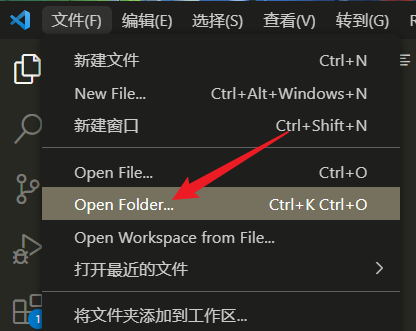 文件(F) 编辑(E) 选择(S) 查看(V) 转到(G)
新建文件 Ctrl+N
New File... Ctrl+Alt+Windows+N
新建窗口 Ctrl+Shift+N
Open File... Ctrl+O
Open Folder... Ctrl+K Ctrl+O
Open Workspace from File...
打开最近的文件
将文件夹添加到工作区...
1